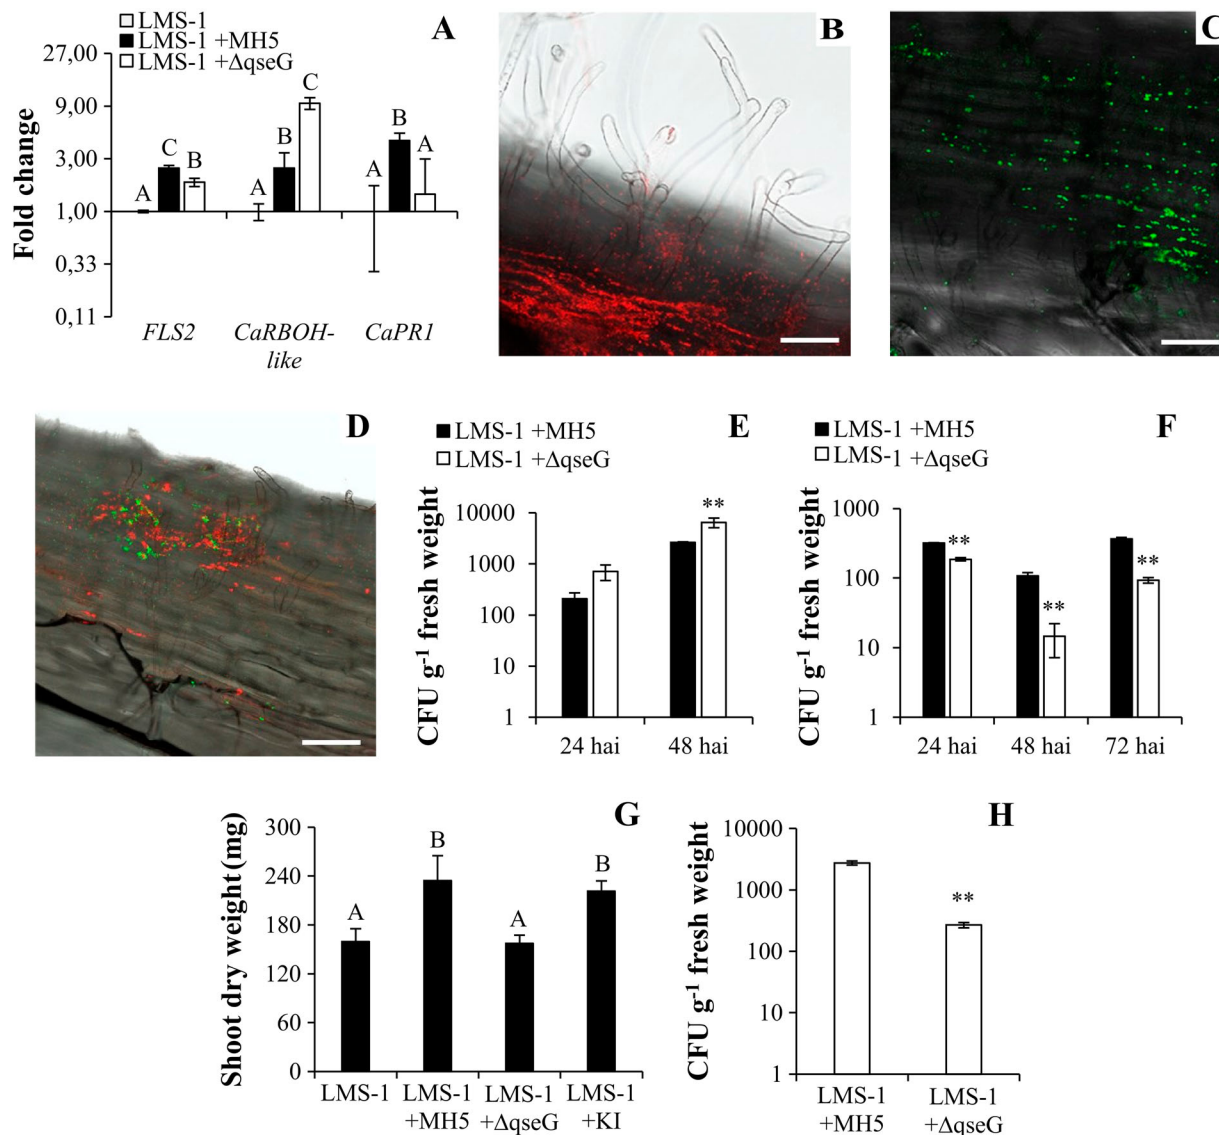 LMS-1
LMS-1 +MH5
LMS-1 +ΔqseG
A
27,00
9,00
3,00
1,00
0,33
0,11
Fold change
A
C
B
A
B
C
A
B
A
FLS2
CaRBOH-
like
CaPR1
B
C
D
LMS-1 +MH5
LMS-1 +ΔqseG
E
CFU g⁻¹ fresh weight
10000
1000
100
10
1
**
24 hai
48 hai
LMS-1 +MH5
LMS-1 +ΔqseG
F
CFU g⁻¹ fresh weight
1000
100
10
1
**
**
**
24 hai
48 hai
72 hai
G
Shoot dry weight (mg)
300
240
180
120
60
0
A
B
A
B
LMS-1
LMS-1
+MH5
LMS-1
+ΔqseG
LMS-1
+KI
H
CFU g⁻¹ fresh weight
10000
1000
100
10
1
**
LMS-1
+MH5
LMS-1
+ΔqseG